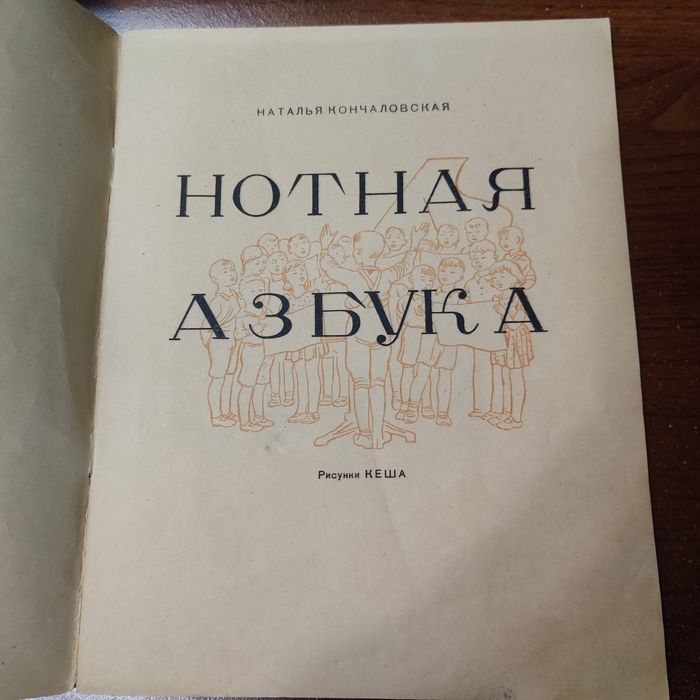 НАТАЛЬЯ КОНЧАЛОВСКАЯ
НОТНАЯ
АЗБУКА
Рисунки КЕША